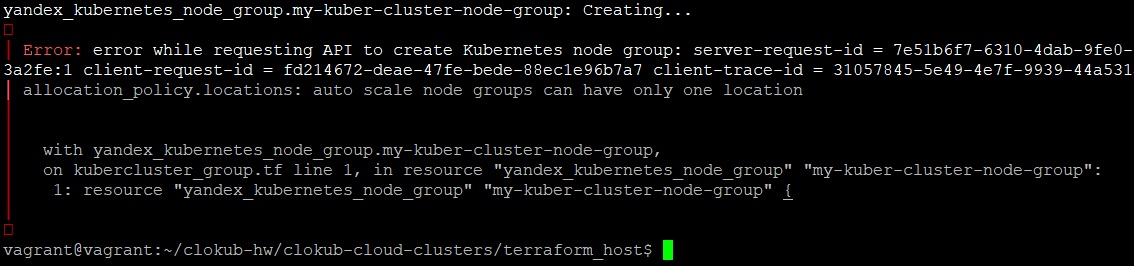 yandex_kubernetes_node_group.my-kuber-cluster-node-group: Creating...
Error: error while requesting API to create Kubernetes node group: server-request-id = 7e51b6f7-6310-4dab-9fe0-
3a2fe:1 client-request-id = fd214672-deae-47fe-bede-88ec1e96b7a7 client-trace-id = 31057845-5e49-4e7f-9939-44a531
allocation_policy.locations: auto scale node groups can have only one location
with yandex_kubernetes_node_group.my-kuber-cluster-node-group,
on kubercluster_group.tf line 1, in resource "yandex_kubernetes_node_group" "my-kuber-cluster-node-group":
1: resource "yandex_kubernetes_node_group" "my-kuber-cluster-node-group" {
vagrant@vagrant:~/clokub-hw/clokub-cloud-clusters/terraform_host$